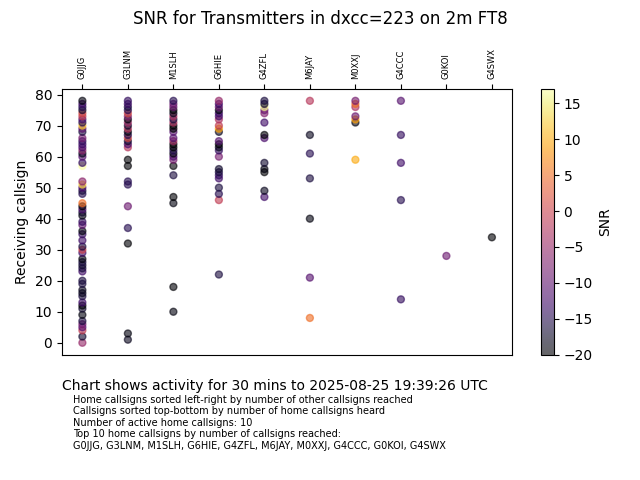 SNR for Transmitters in dxcc=223 on 2m FT8
G0JJG G3LNM M1SLH G6HIE G4ZFL M6JAY M0XXJ G4CCC G0KOI G4SWX
80
70
60
50
40
30
20
10
0
Receiving callsign
15
10
5
0
−5
−10
−15
−20
SNR
Chart shows activity for 30 mins to 2025-08-25 19:39:26 UTC
Home callsigns sorted left-right by number of other callsigns reached
Callsigns sorted top-bottom by number of home callsigns heard
Number of active home callsigns: 10
Top 10 home callsigns by number of callsigns reached:
G0JJG, G3LNM, M1SLH, G6HIE, G4ZFL, M6JAY, M0XXJ, G4CCC, G0KOI, G4SWX